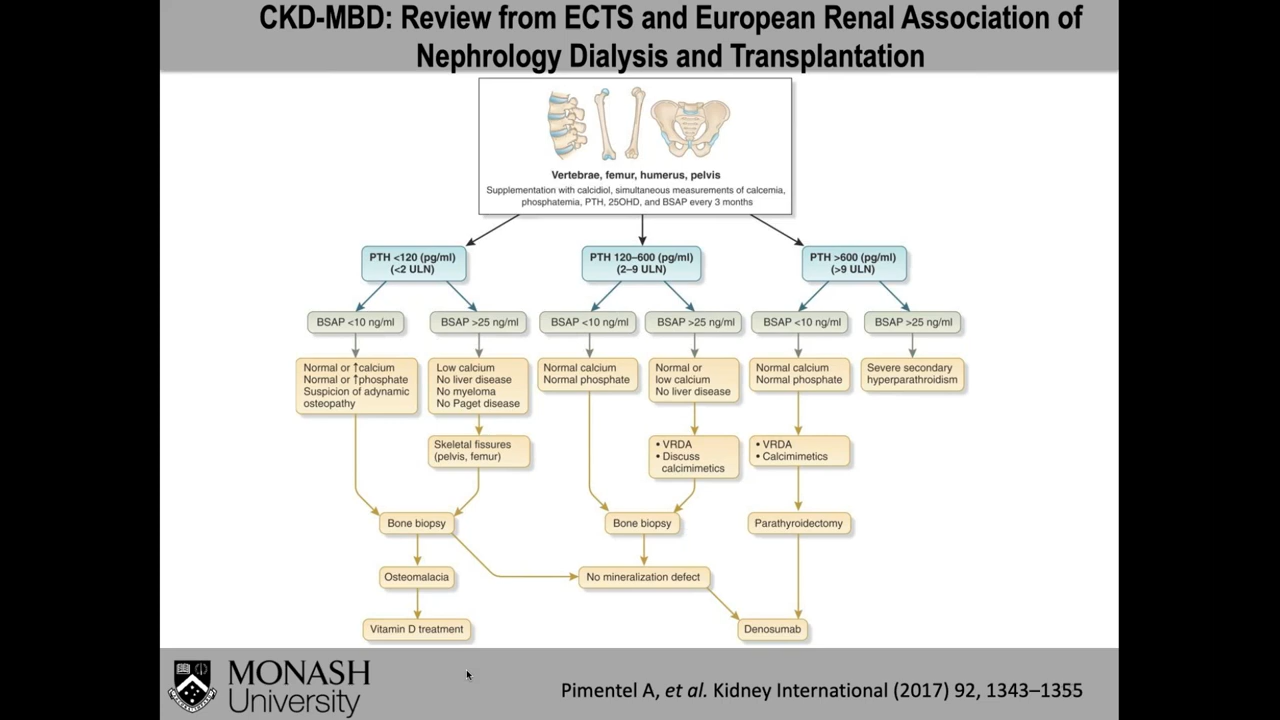 CKD-MBD: Review from ECTS and European Renal Association of
Nephrology Dialysis and Transplantation
Vertebrae, femur, humerus, pelvis
Supplementation with calcidiol, simultaneous measurements of calcemia,
phosphatemia, PTH, 25OHD, and BSAP every 3 months
PTH <120 (pg/ml)
(<2 ULN)
PTH 120–600 (pg/ml)
(2–9 ULN)
PTH >600 (pg/ml)
(>9 ULN)
BSAP <10 ng/ml
BSAP >25 ng/ml
BSAP <10 ng/ml
BSAP >25 ng/ml
BSAP <10 ng/ml
BSAP >25 ng/ml
Normal or ↑calcium
Normal or ↑phosphate
Suspicion of adynamic
osteopathy
Low calcium
No liver disease
No myeloma
No Paget disease
Normal calcium
Normal phosphate
Normal or
low calcium
No liver disease
Normal calcium
Normal phosphate
Severe secondary
hyperparathyroidism
Skeletal fissures
(pelvis, femur)
• VRDA
• Discuss
calcimimetics
• VRDA
• Calcimimetics
Bone biopsy
Bone biopsy
Parathyroidectomy
Osteomalacia
No mineralization defect
Vitamin D treatment
Denosumab
MONASH
University
Pimentel A, et al. Kidney International (2017) 92, 1343–1355